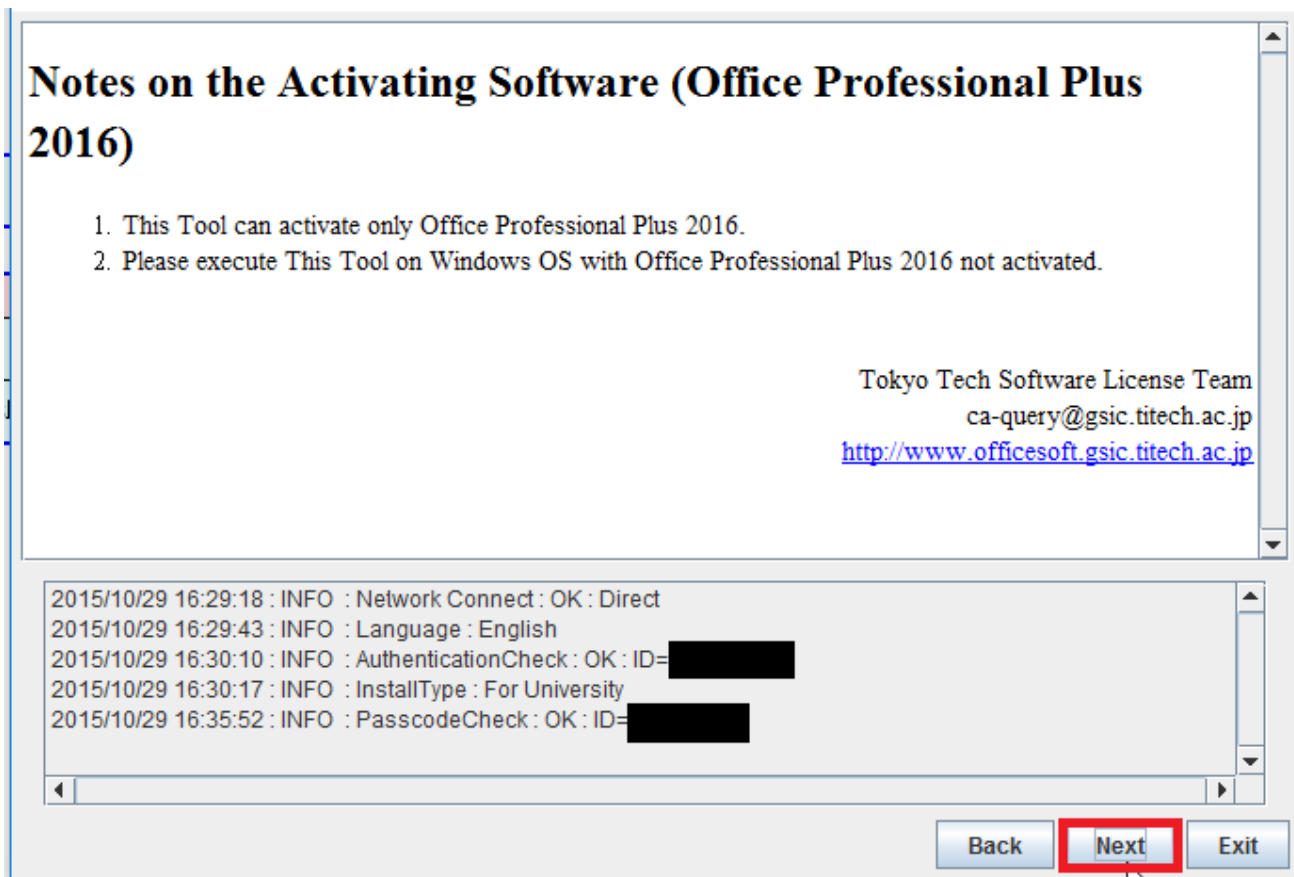 Notes on the Activating Software (Office Professional Plus
2016)
1. This Tool can activate only Office Professional Plus 2016.
2. Please execute This Tool on Windows OS with Office Professional Plus 2016 not activated.
Tokyo Tech Software License Team
ca-query@gsic.titech.ac.jp
http://www.officesoft.gsic.titech.ac.jp
2015/10/29 16:29:18 : INFO : Network Connect : OK : Direct
2015/10/29 16:29:43 : INFO : Language : English
2015/10/29 16:30:10 : INFO : AuthenticationCheck : OK : ID=
2015/10/29 16:30:17 : INFO : InstallType : For University
2015/10/29 16:35:52 : INFO : PasscodeCheck : OK : ID=
Back Next Exit